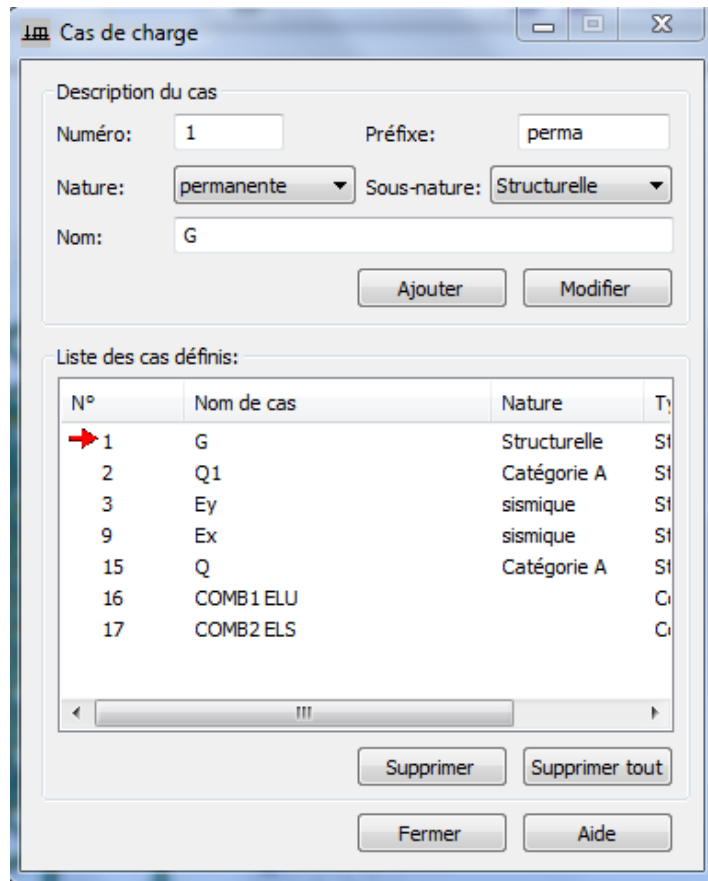 Cas de charge
Description du cas
Numéro: 1 Préfixe: perma
Nature: permanente Sous-nature: Structurelle
Nom: G
Ajouter Modifier
Liste des cas définis:
N° Nom de cas Nature
1 G Structurelle
2 Q1 Catégorie A
3 Ey sismique
9 Ex sismique
15 Q Catégorie A
16 COMB1 ELU
17 COMB2 ELS
Supprimer Supprimer tout
Fermer Aide